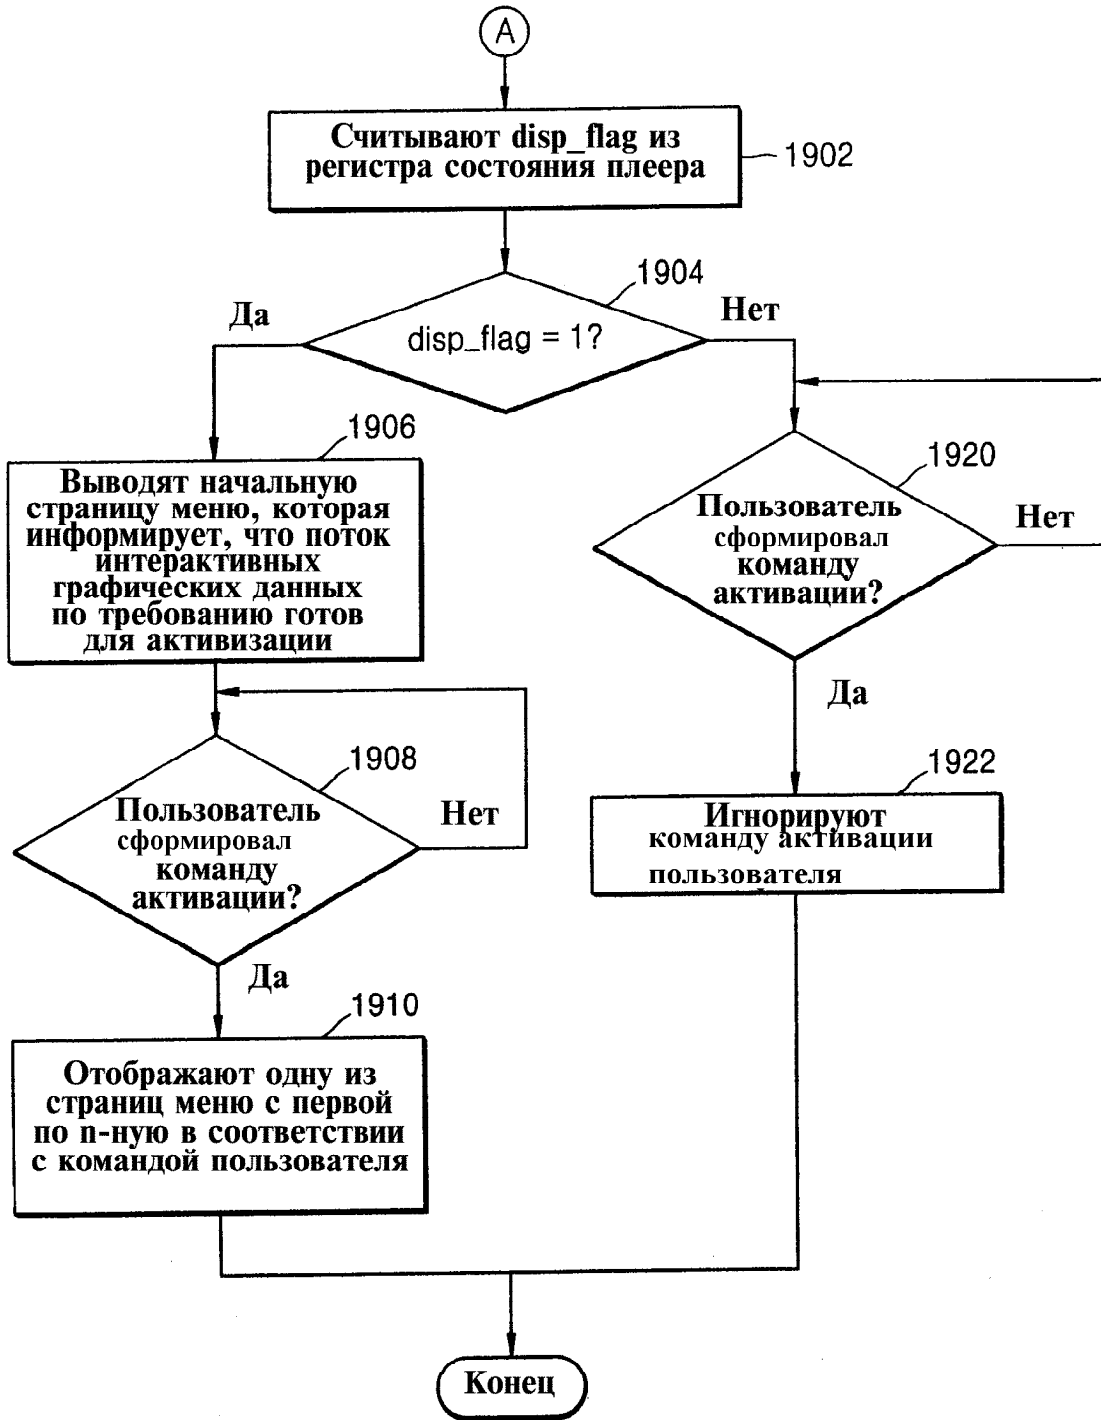 A
Считывают disp_flag из
регистра состояния плеера
1902
1904
Да
Нет
disp_flag = 1?
1906
Выводят начальную
страницу меню, которая
информирует, что поток
интерактивных
графических данных
по требованию готов
для активизации
1920
Пользователь
сформировал
команду
активации?
Нет
Да
1908
Пользователь
сформировал
команду
активации?
Нет
Да
1922
Игнорируют
команду активации
пользователя
1910
Отображают одну из
страниц меню с первой
по n-ную в соответствии
с командой пользователя
Конец